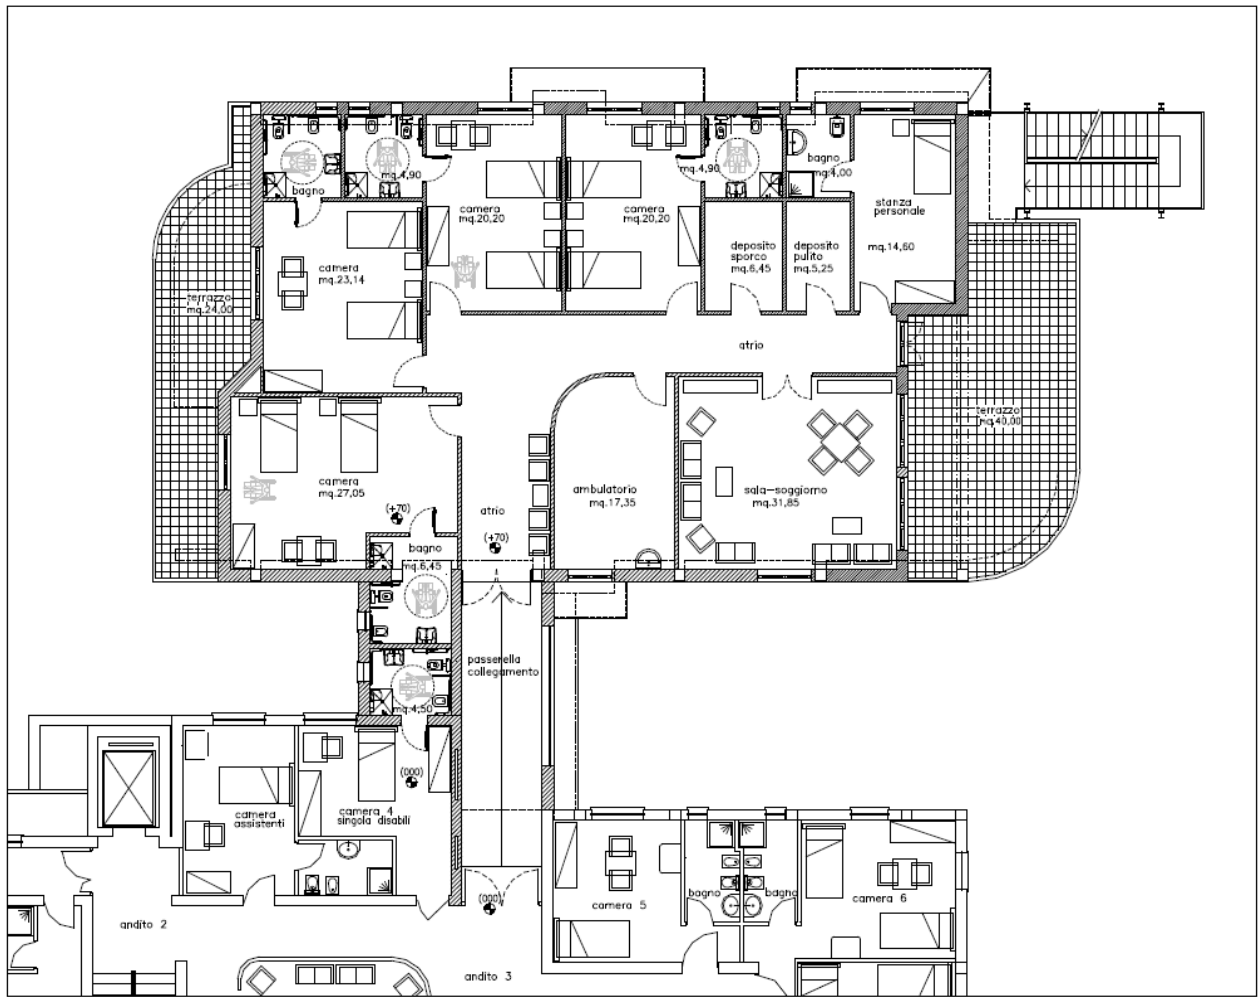 bagno
mq.4,90
camera
mq.20,20
camera
mq.20,20
mq.4,90
bagno
mq.4,00
stanza
personale
mq.14,60
camera
mq.23,14
deposito
sporco
mq.6,45
deposito
pulito
mq.5,25
terrazzo
mq.24,00
atrio
terrazzo
mq.40,00
camera
mq.27,05
(+70)
atrio
(+70)
ambulatorio
mq.17,35
sala-soggiorno
mq.31,85
bagno
mq.6,45
passerella
collegamento
mq.4,50
(000)
camera
assistenti
camera 4
singola disabili
(000)
camera 5
bagno
bagno
camera 6
andito 2
andito 3